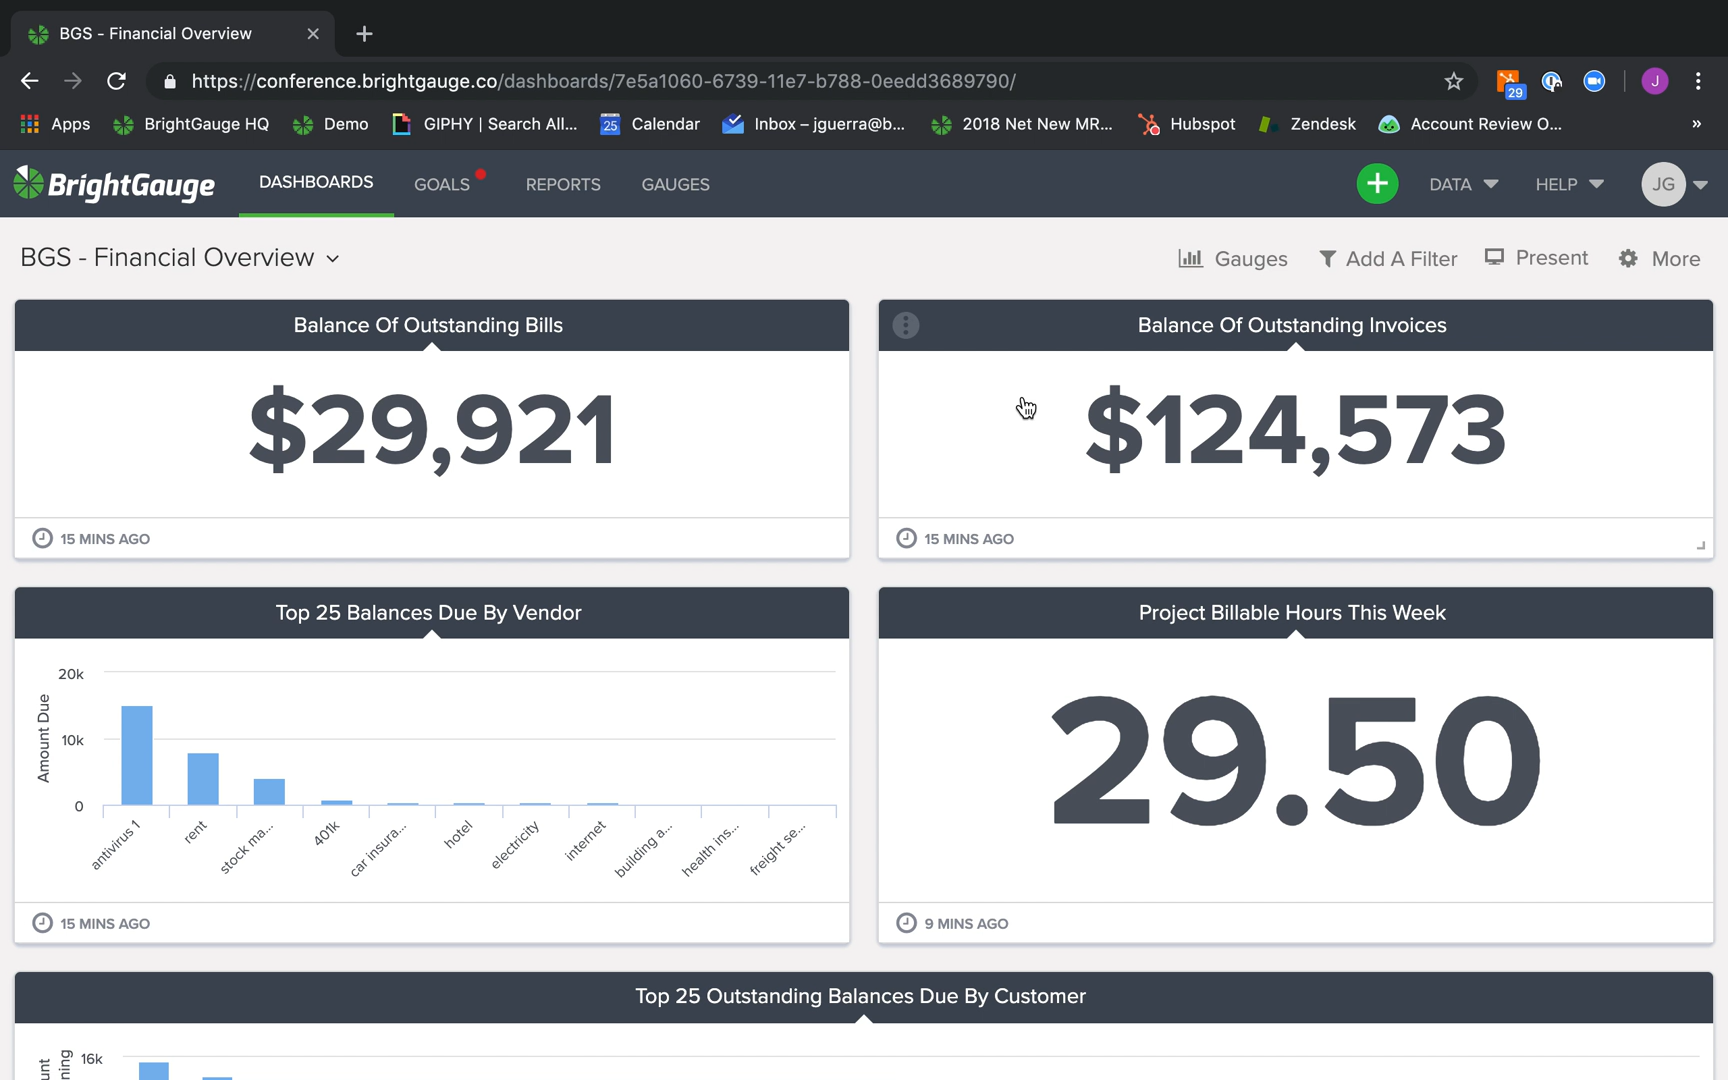 BGS - Financial Overview
https://conference.brightgauge.co/dashboards/7e5a1060-6739-11e7-b788-0eedd3689790/
29
J
Apps
BrightGauge HQ
Demo
GIPHY | Search All...
25
Calendar
Inbox – jguerra@b...
2018 Net New MR...
Hubspot
Zendesk
Account Review O...
»
BrightGauge
DASHBOARDS
GOALS
REPORTS
GAUGES
DATA
HELP
JG
BGS - Financial Overview
Gauges
Add A Filter
Present
More
Balance Of Outstanding Bills
$29,921
15 MINS AGO
Balance Of Outstanding Invoices
$124,573
15 MINS AGO
Top 25 Balances Due By Vendor
Amount Due
20k
10k
0
antivirus 1
rent
stock ma...
401k
car insura...
hotel
electricity
internet
building a...
health ins...
freight se...
15 MINS AGO
Project Billable Hours This Week
29.50
9 MINS AGO
Top 25 Outstanding Balances Due By Customer
16k